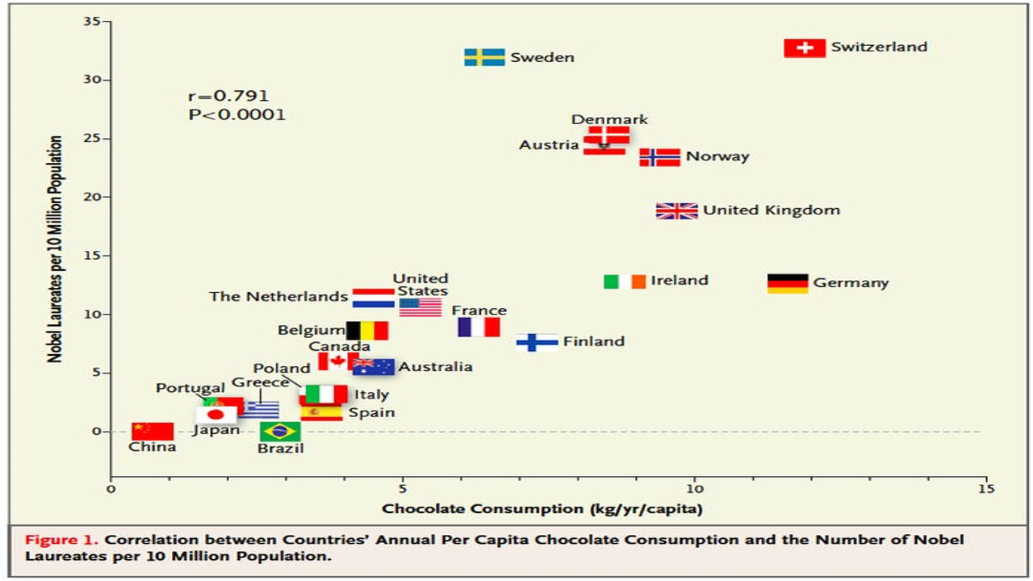 35
30
25
20
15
10
5
0
Nobel Laureates per 10 Million Population
r=0.791
P<0.0001
Sweden
Switzerland
Denmark
Austria
Norway
United Kingdom
Ireland
Germany
United
States
The Netherlands
France
Belgium
Finland
Canada
Australia
Poland
Portugal
Greece
Italy
Spain
Japan
China
Brazil
0
5
10
15
Chocolate Consumption (kg/yr/capita)
Figure 1. Correlation between Countries’ Annual Per Capita Chocolate Consumption and the Number of Nobel
Laureates per 10 Million Population.